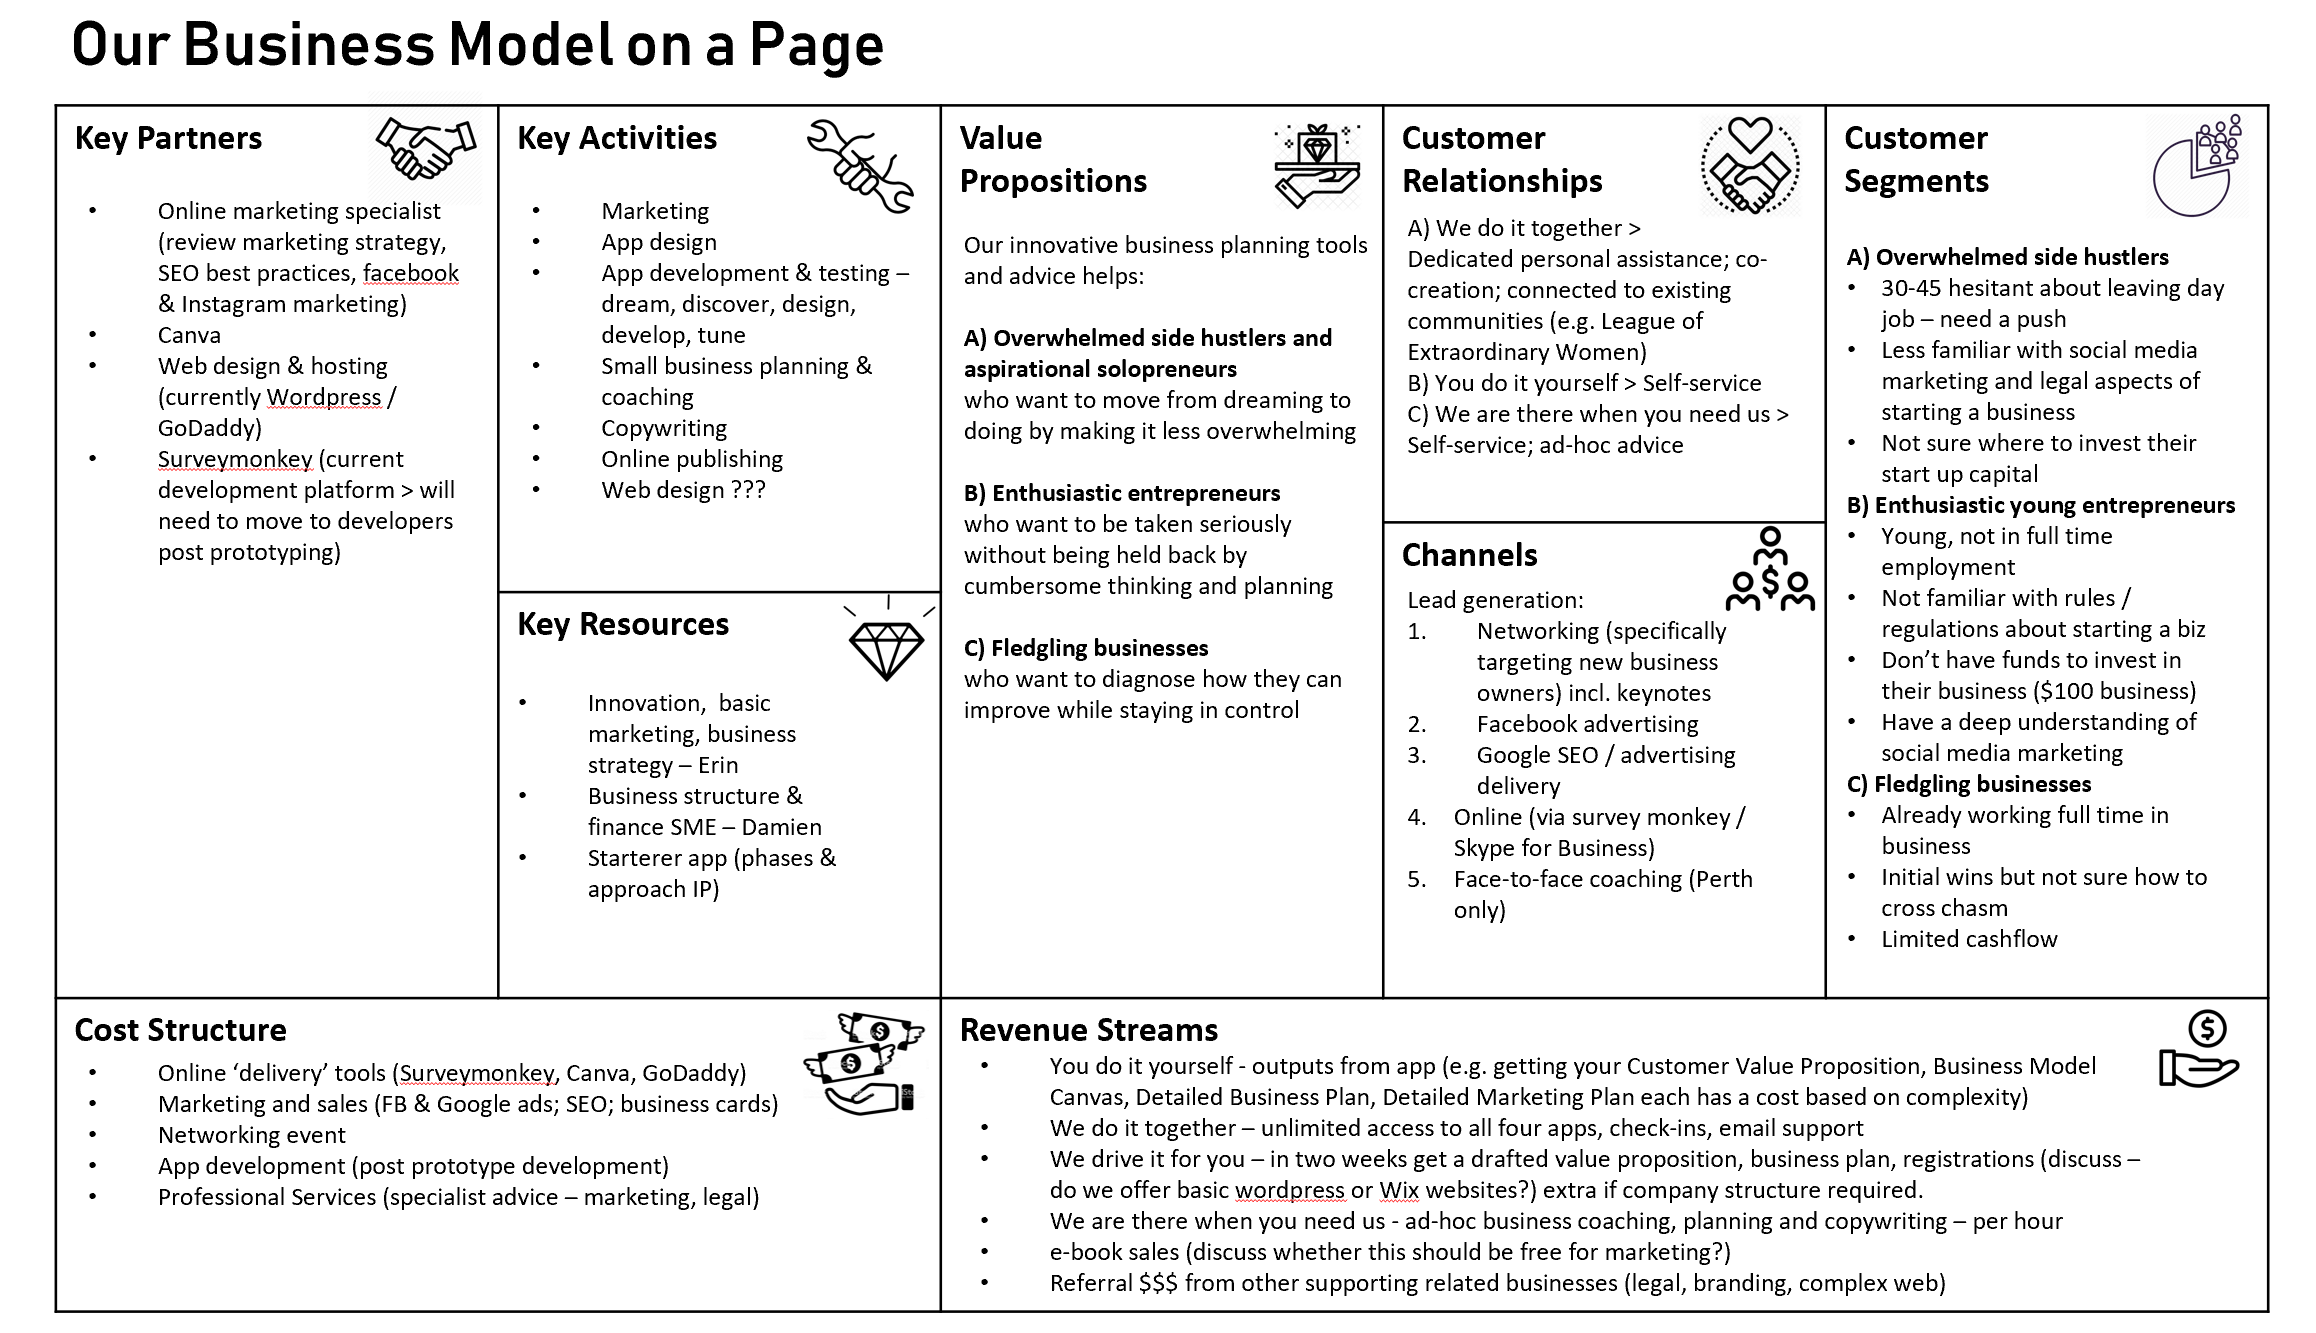 Our Business Model on a Page
Key Partners
• Online marketing specialist
(review marketing strategy,
SEO best practices, facebook
& Instagram marketing)
• Canva
• Web design & hosting
(currently Wordpress /
GoDaddy)
• Surveymonkey (current
development platform > will
need to move to developers
post prototyping)
Key Activities
• Marketing
• App design
• App development & testing –
dream, discover, design,
develop, tune
• Small business planning &
coaching
• Copywriting
• Online publishing
• Web design ???
Key Resources
• Innovation,  basic
marketing, business
strategy – Erin
• Business structure &
finance SME – Damien
• Starterer app (phases &
approach IP)
Value
Propositions
Our innovative business planning tools
and advice helps:
A) Overwhelmed side hustlers and
aspirational solopreneurs
who want to move from dreaming to
doing by making it less overwhelming
B) Enthusiastic entrepreneurs
who want to be taken seriously
without being held back by
cumbersome thinking and planning
C) Fledgling businesses
who want to diagnose how they can
improve while staying in control
Customer
Relationships
A) We do it together >
Dedicated personal assistance; co-
creation; connected to existing
communities (e.g. League of
Extraordinary Women)
B) You do it yourself > Self-service
C) We are there when you need us >
Self-service; ad-hoc advice
Channels
Lead generation:
1. Networking (specifically
targeting new business
owners) incl. keynotes
2. Facebook advertising
3. Google SEO / advertising
delivery
4. Online (via survey monkey /
Skype for Business)
5. Face-to-face coaching (Perth
only)
Customer
Segments
A) Overwhelmed side hustlers
• 30-45 hesitant about leaving day
job – need a push
• Less familiar with social media
marketing and legal aspects of
starting a business
• Not sure where to invest their
start up capital
B) Enthusiastic young entrepreneurs
• Young, not in full time
employment
• Not familiar with rules /
regulations about starting a biz
• Don’t have funds to invest in
their business ($100 business)
• Have a deep understanding of
social media marketing
C) Fledgling businesses
• Already working full time in
business
• Initial wins but not sure how to
cross chasm
• Limited cashflow
Cost Structure
• Online ‘delivery’ tools (Surveymonkey, Canva, GoDaddy)
• Marketing and sales (FB & Google ads; SEO; business cards)
• Networking event
• App development (post prototype development)
• Professional Services (specialist advice – marketing, legal)
Revenue Streams
• You do it yourself - outputs from app (e.g. getting your Customer Value Proposition, Business Model
Canvas, Detailed Business Plan, Detailed Marketing Plan each has a cost based on complexity)
• We do it together – unlimited access to all four apps, check-ins, email support
• We drive it for you – in two weeks get a drafted value proposition, business plan, registrations (discuss –
do we offer basic wordpress or Wix websites?) extra if company structure required.
• We are there when you need us - ad-hoc business coaching, planning and copywriting – per hour
• e-book sales (discuss whether this should be free for marketing?)
• Referral $$$ from other supporting related businesses (legal, branding, complex web)